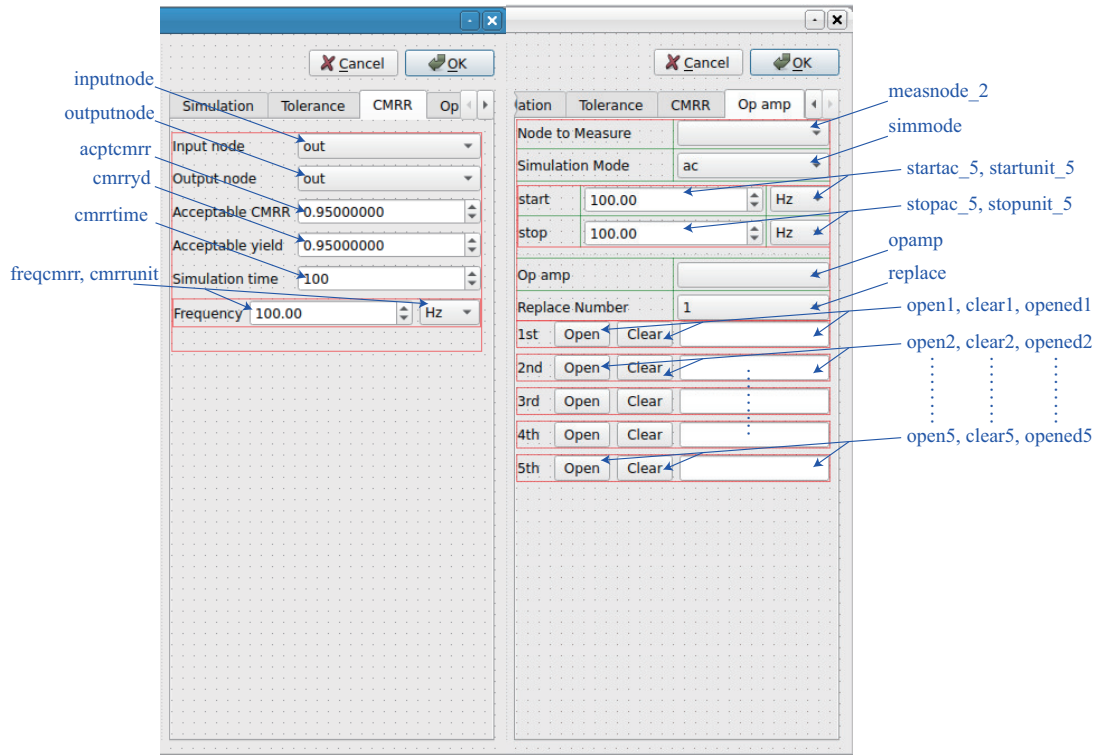 Cancel OK
Cancel OK
inputnode
outputnode
acptcmrr
cmrryd
cmrrtime
freqcmrr, cmrrunit
Simulation Tolerance CMRR Op
Input node out
Output node out
Acceptable CMRR 0.95000000
Acceptable yield 0.95000000
Simulation time 100
Frequency 100.00 Hz
lation Tolerance CMRR Op amp
Node to Measure
Simulation Mode ac
start 100.00 Hz
stop 100.00 Hz
Op amp
Replace Number 1
1st Open Clear
2nd Open Clear
3rd Open Clear
4th Open Clear
5th Open Clear
measnode_2
simmode
startac_5, startunit_5
stopac_5, stopunit_5
opamp
replace
open1, clear1, opened1
open2, clear2, opened2
open5, clear5, opened5